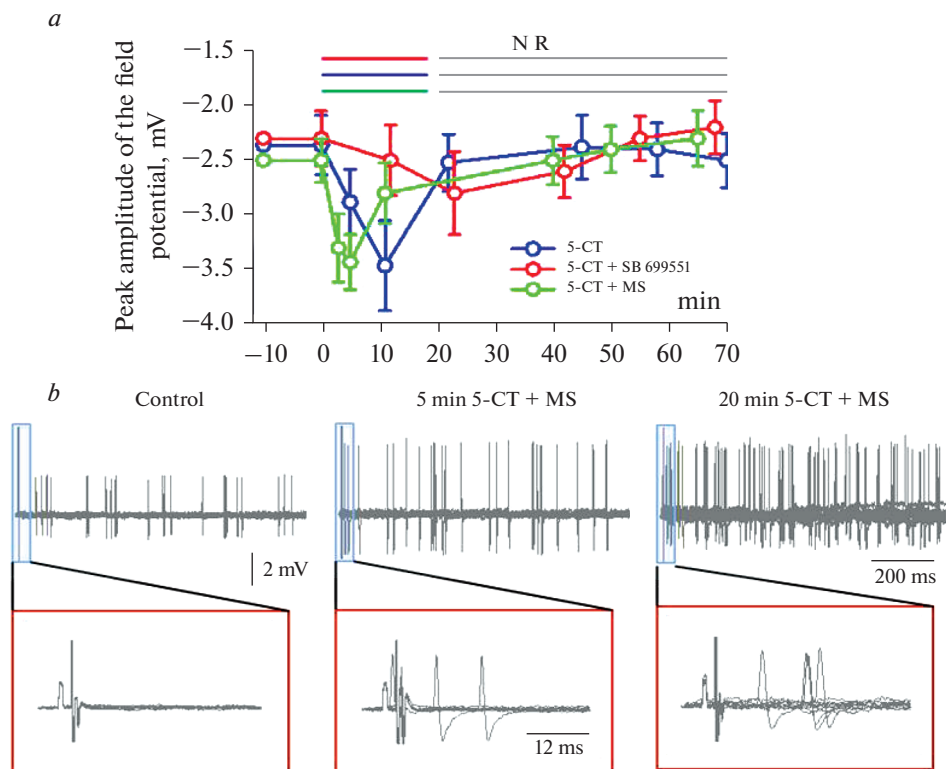 a
N R
Peak amplitude of the field
potential, mV
−1.5
−2.0
−2.5
−3.0
−3.5
−4.0
5-CT
5-CT + SB 699551
5-CT + MS
min
−10 0 10 20 30 40 50 60 70
b
Control
5 min 5-CT + MS
20 min 5-CT + MS
2 mV
200 ms
12 ms